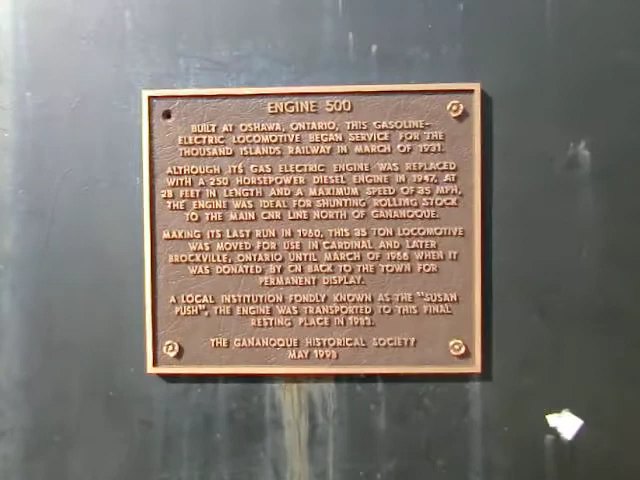 ENGINE 500
BUILT AT OSHAWA, ONTARIO, THIS GASOLINE-
ELECTRIC LOCOMOTIVE BEGAN SERVICE FOR THE
THOUSAND ISLANDS RAILWAY IN MARCH OF 1931.
ALTHOUGH ITS GAS ELECTRIC ENGINE WAS REPLACED
WITH A 250 HORSEPOWER DIESEL ENGINE IN 1947, AT
28 FEET IN LENGTH AND A MAXIMUM SPEED OF 35 MPH,
THE ENGINE WAS IDEAL FOR SHUNTING ROLLING STOCK
TO THE MAIN CNR LINE NORTH OF GANANOQUE.
MAKING ITS LAST RUN IN 1960, THIS 35 TON LOCOMOTIVE
WAS MOVED FOR USE IN CARDINAL AND LATER
BROCKVILLE, ONTARIO UNTIL MARCH OF 1966 WHEN IT
WAS DONATED BY CN BACK TO THE TOWN FOR
PERMANENT DISPLAY.
A LOCAL INSTITUTION FONDLY KNOWN AS THE "SUSAN
PUSH", THE ENGINE WAS TRANSPORTED TO THIS FINAL
RESTING PLACE IN
THE GANANOQUE HISTORICAL SOCIETY
MAY